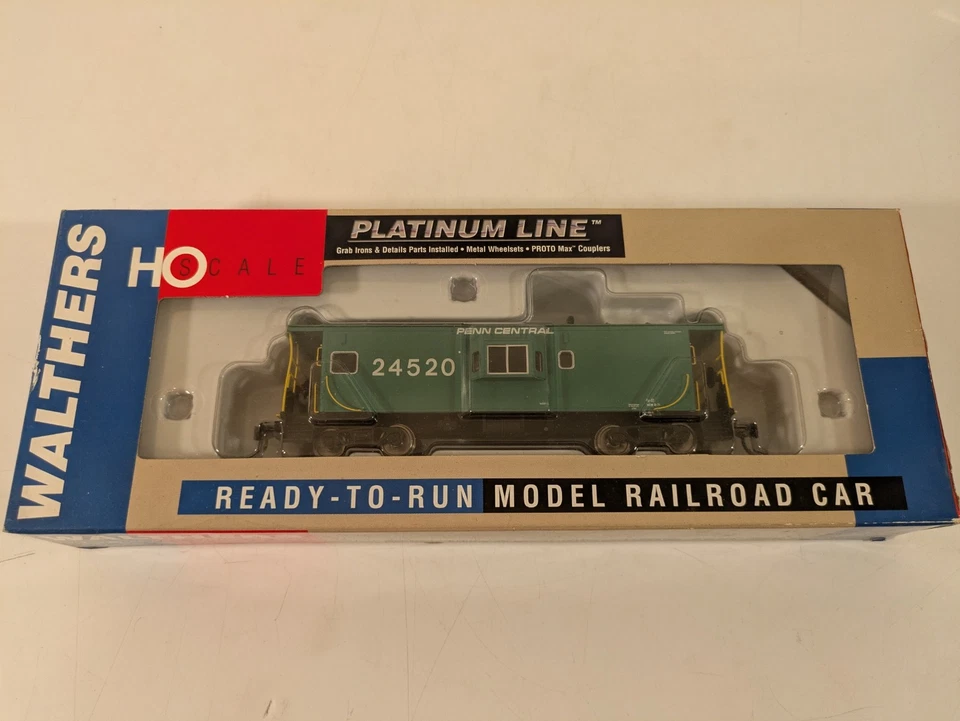 WALTHERS
HO SCALE
PLATINUM LINE™
Grab Irons & Details Parts Installed • Metal Wheelsets • PROTO Max™ Couplers
PENN CENTRAL
24520
READY-TO-RUN MODEL RAILROAD CAR